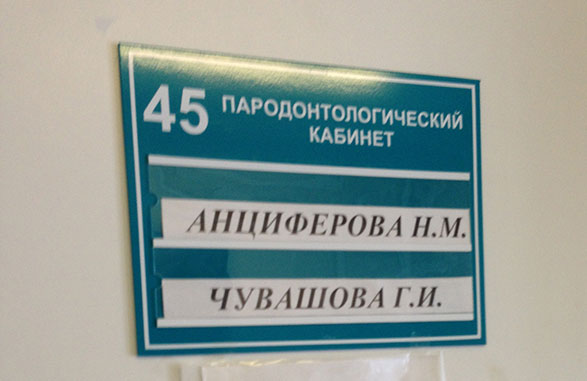 45 ПАРОДОНТОЛОГИЧЕСКИЙ
КАБИНЕТ
АНЦИФЕРОВА Н.М.
ЧУВАШОВА Г.И.